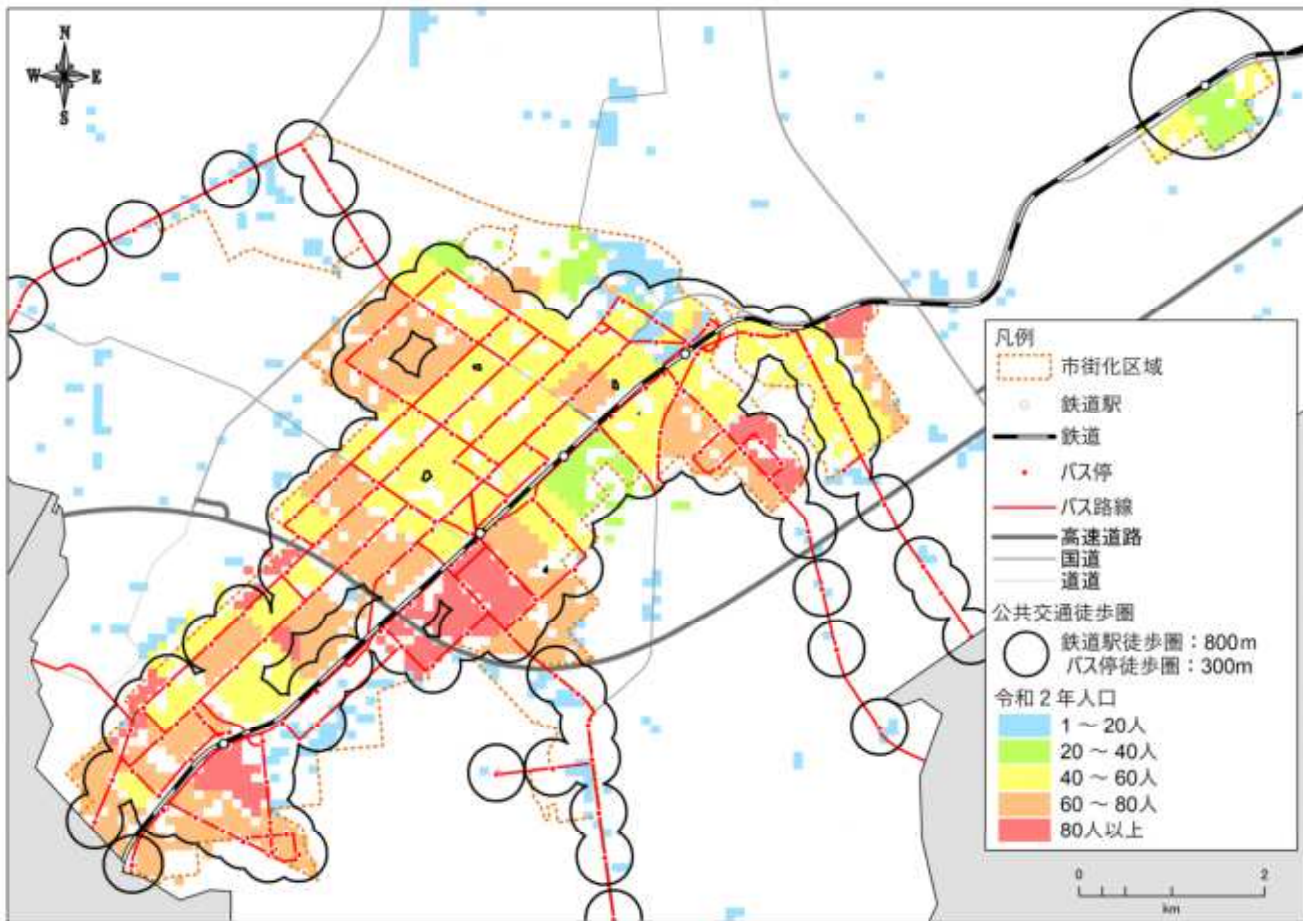 N
W E
S
凡例
市街化区域
鉄道駅
鉄道
バス停
バス路線
高速道路
国道
道道
公共交通徒歩圏
鉄道駅徒歩圏:800m
バス停徒歩圏:300m
令和2年人口
1 ~ 20人
20 ~ 40人
40 ~ 60人
60 ~ 80人
80人以上
0 2
km